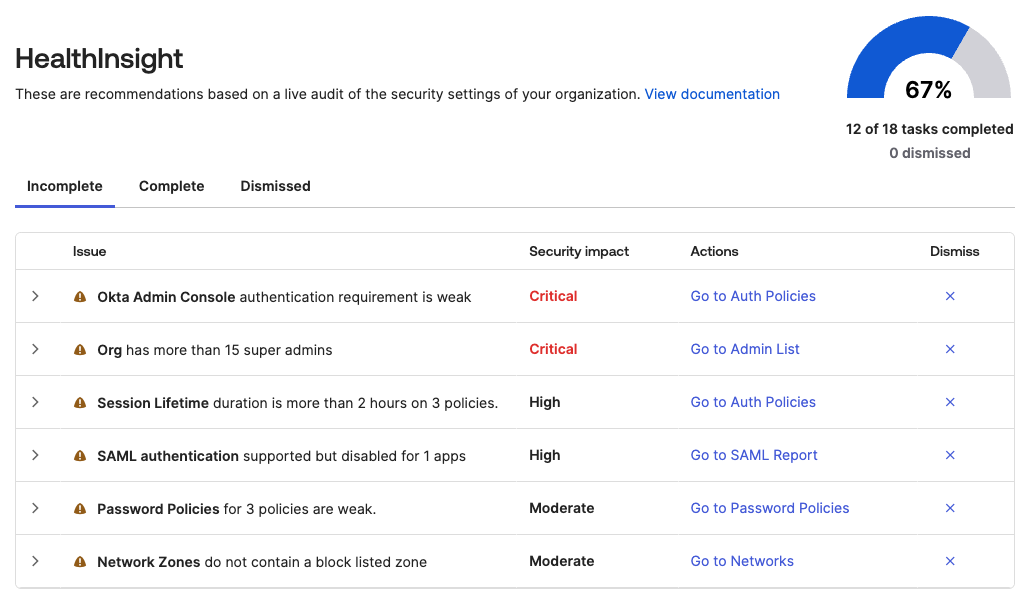 HealthInsight
These are recommendations based on a live audit of the security settings of your organization. View documentation
67%
12 of 18 tasks completed
0 dismissed
Incomplete Complete Dismissed
Issue Security impact Actions Dismiss
Okta Admin Console authentication requirement is weak Critical Go to Auth Policies
Org has more than 15 super admins Critical Go to Admin List
Session Lifetime duration is more than 2 hours on 3 policies. High Go to Auth Policies
SAML authentication supported but disabled for 1 apps High Go to SAML Report
Password Policies for 3 policies are weak. Moderate Go to Password Policies
Network Zones do not contain a block listed zone Moderate Go to Networks